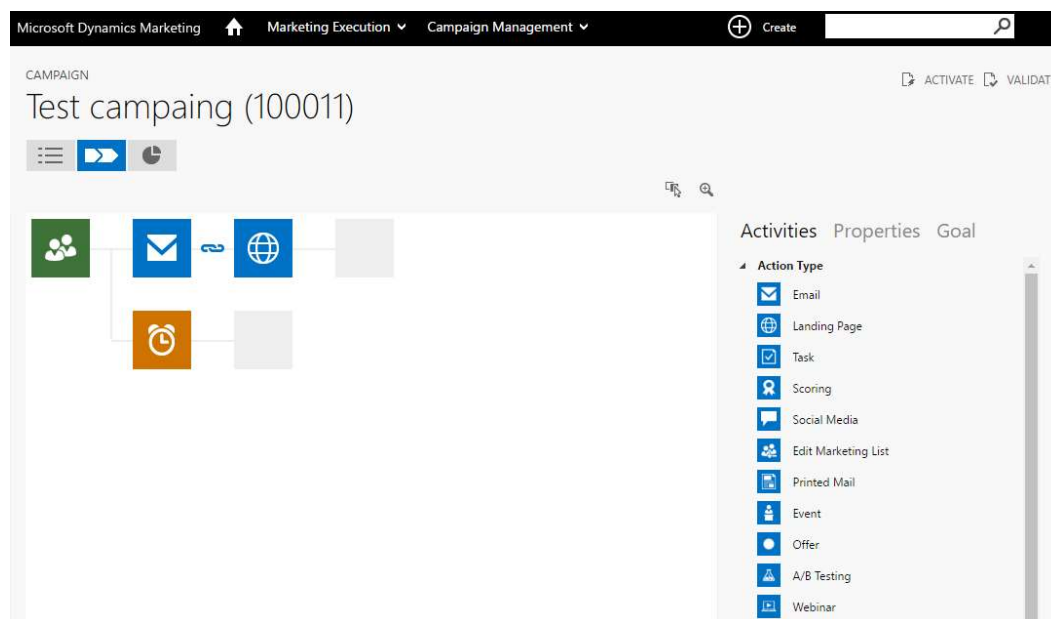 Microsoft Dynamics Marketing Marketing Execution Campaign Management Create
CAMPAIGN
ACTIVATE VALIDAT
Test campaing (100011)
Activities Properties Goal
Action Type
Email
Landing Page
Task
Scoring
Social Media
Edit Marketing List
Printed Mail
Event
Offer
A/B Testing
Webinar